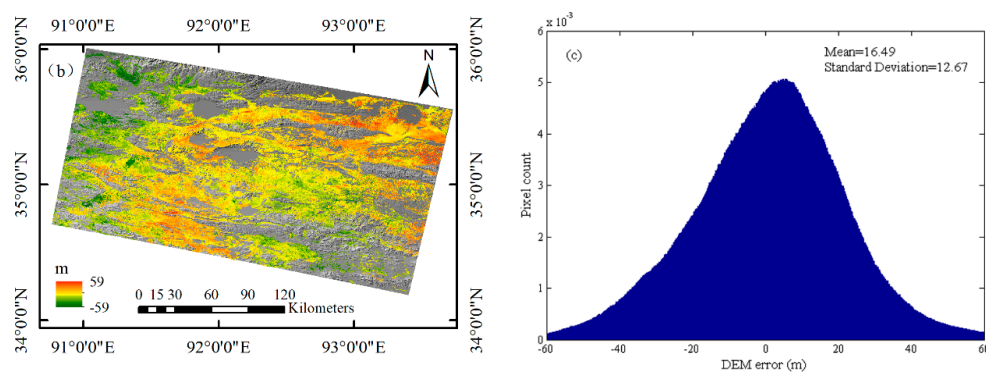 91°0'0"E 92°0'0"E 93°0'0"E
(b)
N
36°0'0"N
35°0'0"N
34°0'0"N
36°0'0"N
35°0'0"N
34°0'0"N
m
59
-59
0 15 30 60 90 120
Kilometers
91°0'0"E 92°0'0"E 93°0'0"E
x 10-3
(c)
Mean=16.49
Standard Deviation=12.67
6
5
4
3
2
1
0
Pixel count
-60 -40 -20 0 20 40 60
DEM error (m)